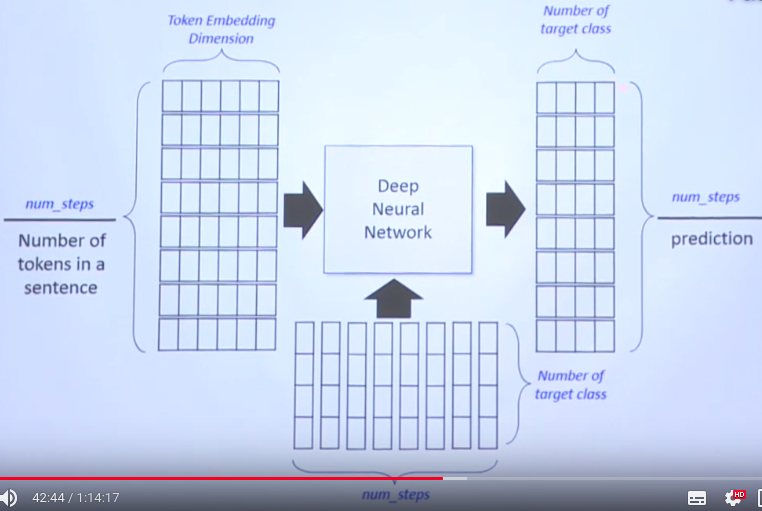 Token Embedding
Dimension
Number of
target class
num_steps
Number of
tokens in a
sentence
Deep
Neural
Network
num_steps
prediction
Number of
target class
num_steps
42:44 / 1:14:17
HD